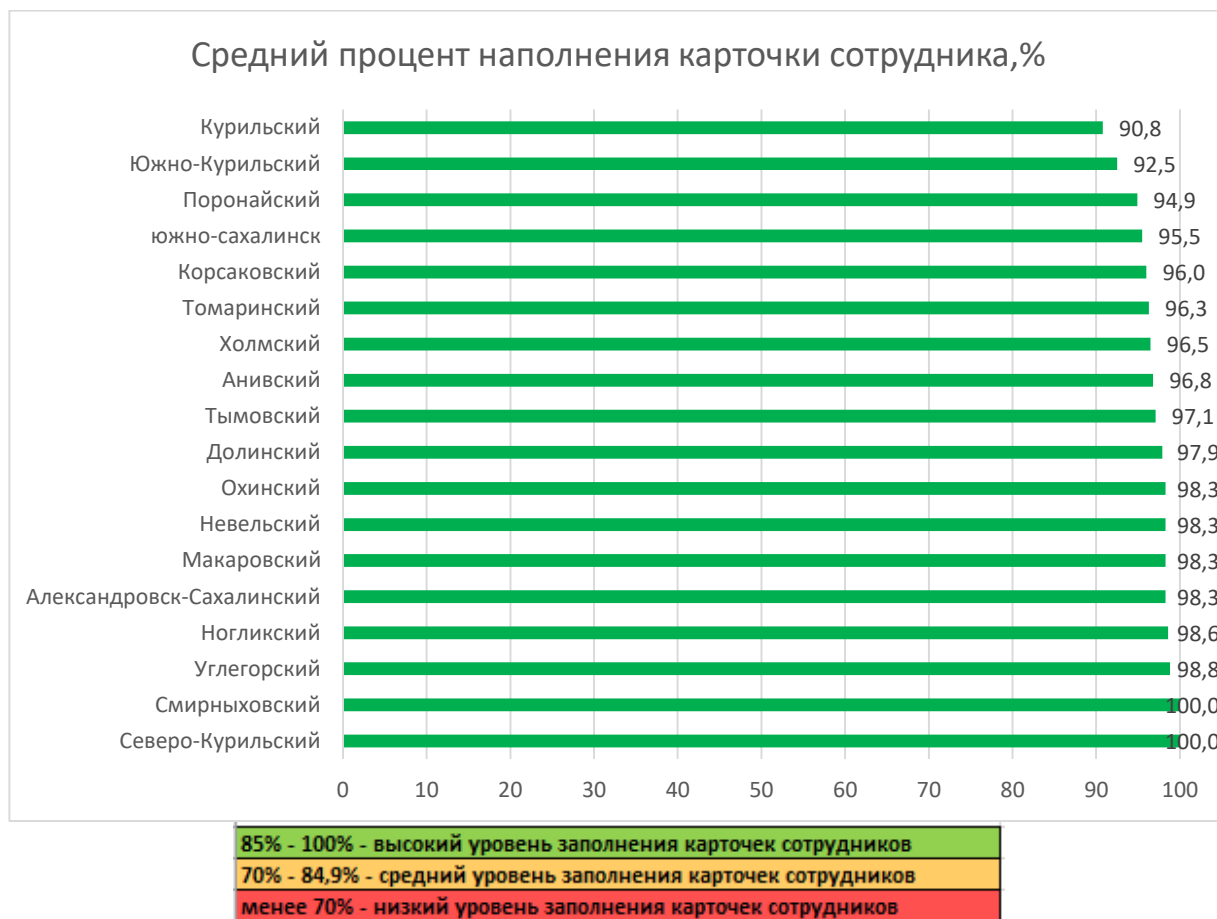 Средний процент наполнения карточки сотрудника,%
Курильский 90,8
Южно-Курильский 92,5
Поронайский 94,9
южно-сахалинск 95,5
Корсаковский 96,0
Томаринский 96,3
Холмский 96,5
Анивский 96,8
Тымовский 97,1
Долинский 97,9
Охинский 98,3
Невельский 98,3
Макаровский 98,3
Александровск-Сахалинский 98,3
Ногликский 98,6
Углегорский 98,8
Смирныховский 100,0
Северо-Курильский 100,0
0 10 20 30 40 50 60 70 80 90 100
85% - 100% - высокий уровень заполнения карточек сотрудников
70% - 84,9% - средний уровень заполнения карточек сотрудников
менее 70% - низкий уровень заполнения карточек сотрудников